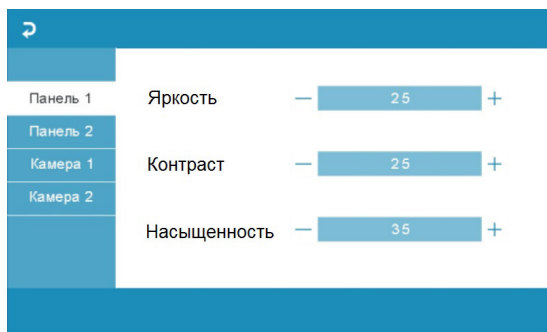 Панель 1
Панель 2
Камера 1
Камера 2
Яркость — 25 +
Контраст — 25 +
Насыщенность — 35 +